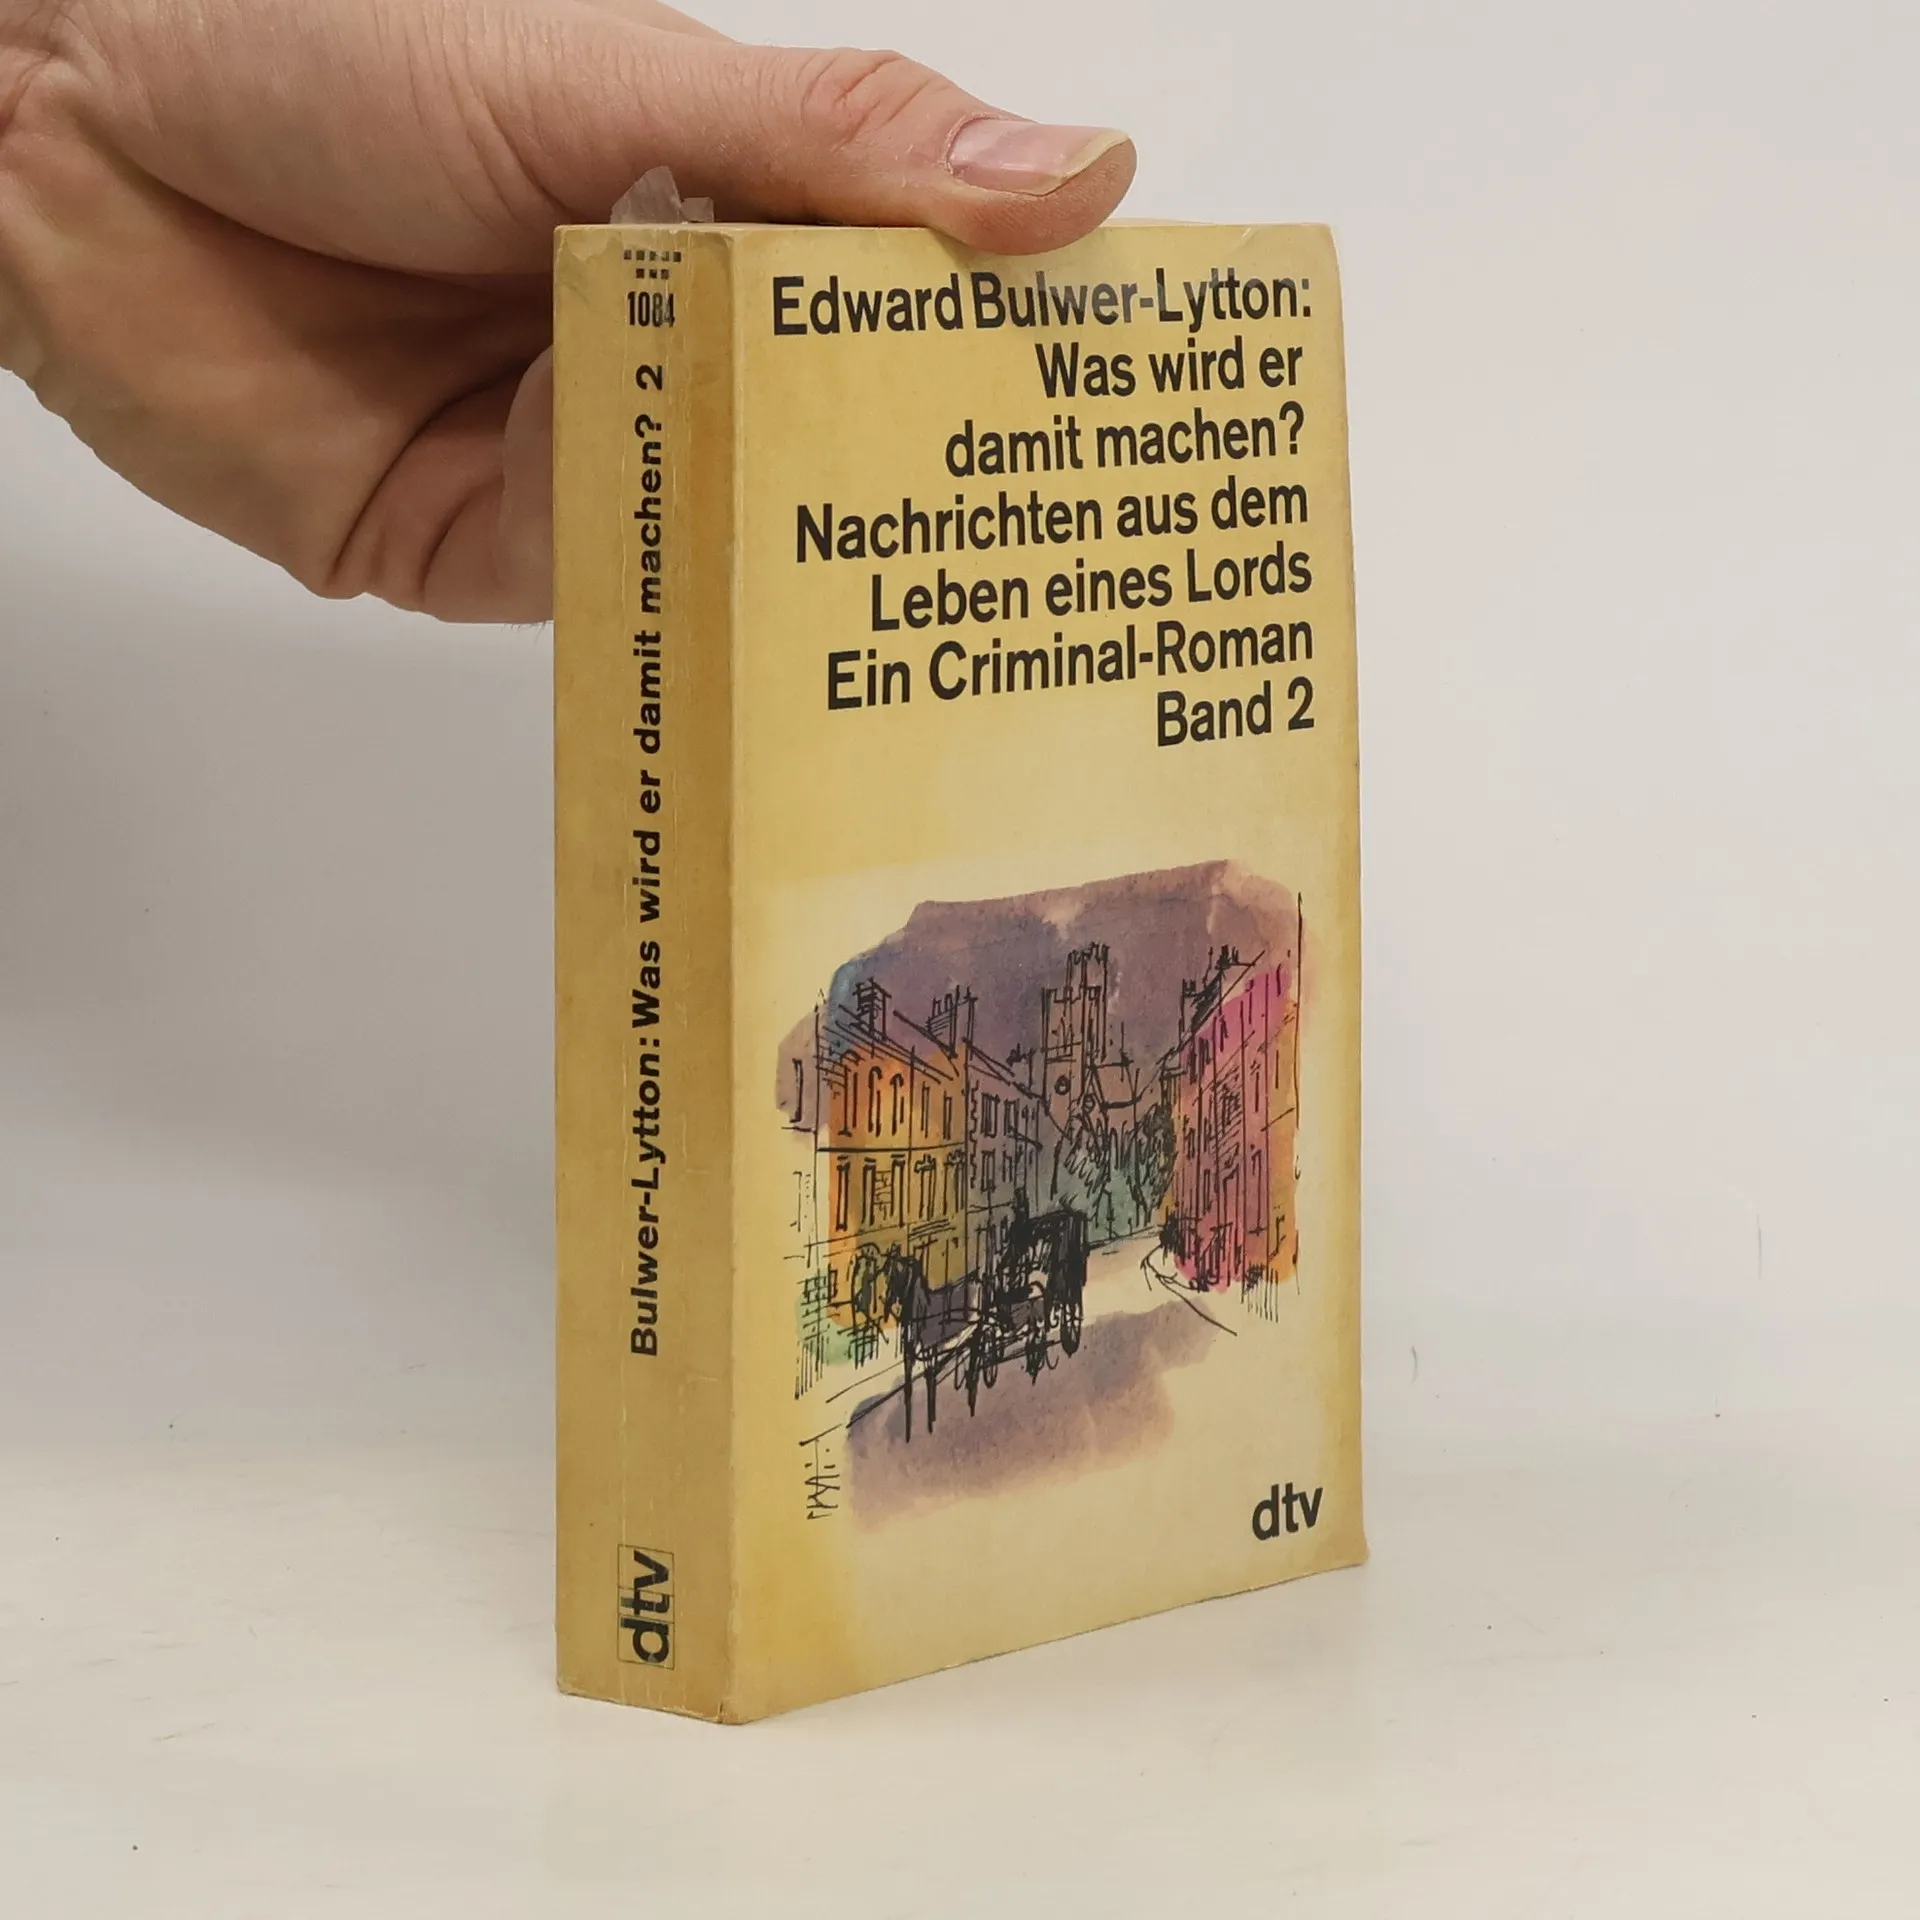 1084
Bulwer-Lytton: Was wird er damit machen? 2
dtv
Edward Bulwer-Lytton:
Was wird er
damit machen?
Nachrichten aus dem
Leben eines Lords
Ein Criminal-Roman
Band 2
dtv